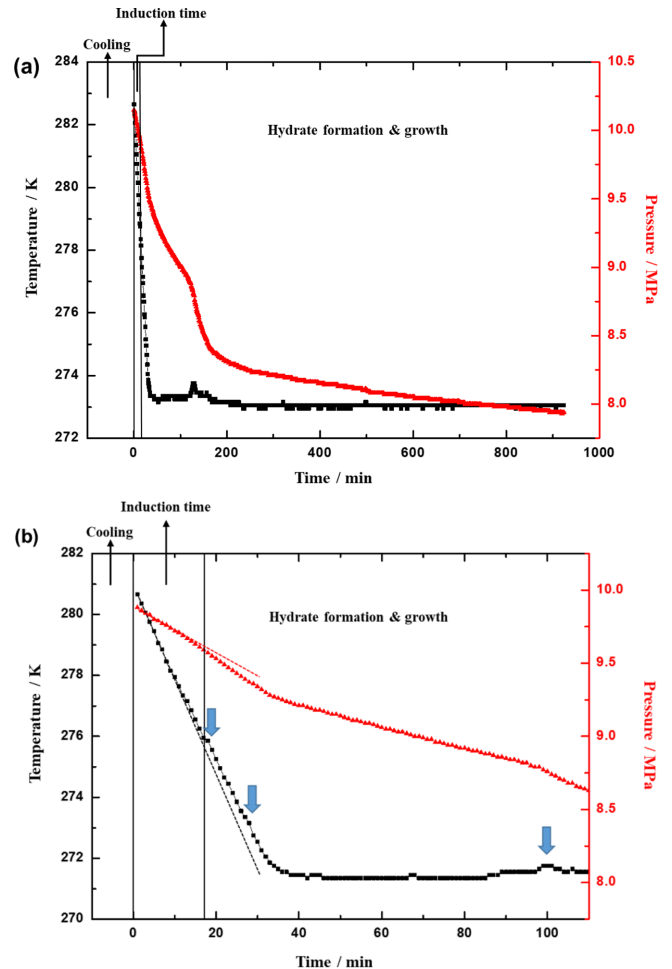 Induction time
Cooling
(a)
284
282
280
278
276
274
272
Temperature / K
10.5
10.0
9.5
9.0
8.5
8.0
Pressure / MPa
Hydrate formation & growth
0
200
400
600
800
1000
Time / min
Induction time
Cooling
(b)
282
280
278
276
274
272
270
Temperature / K
10.0
9.5
9.0
8.5
8.0
Pressure / MPa
Hydrate formation & growth
0
20
40
60
80
100
Time / min